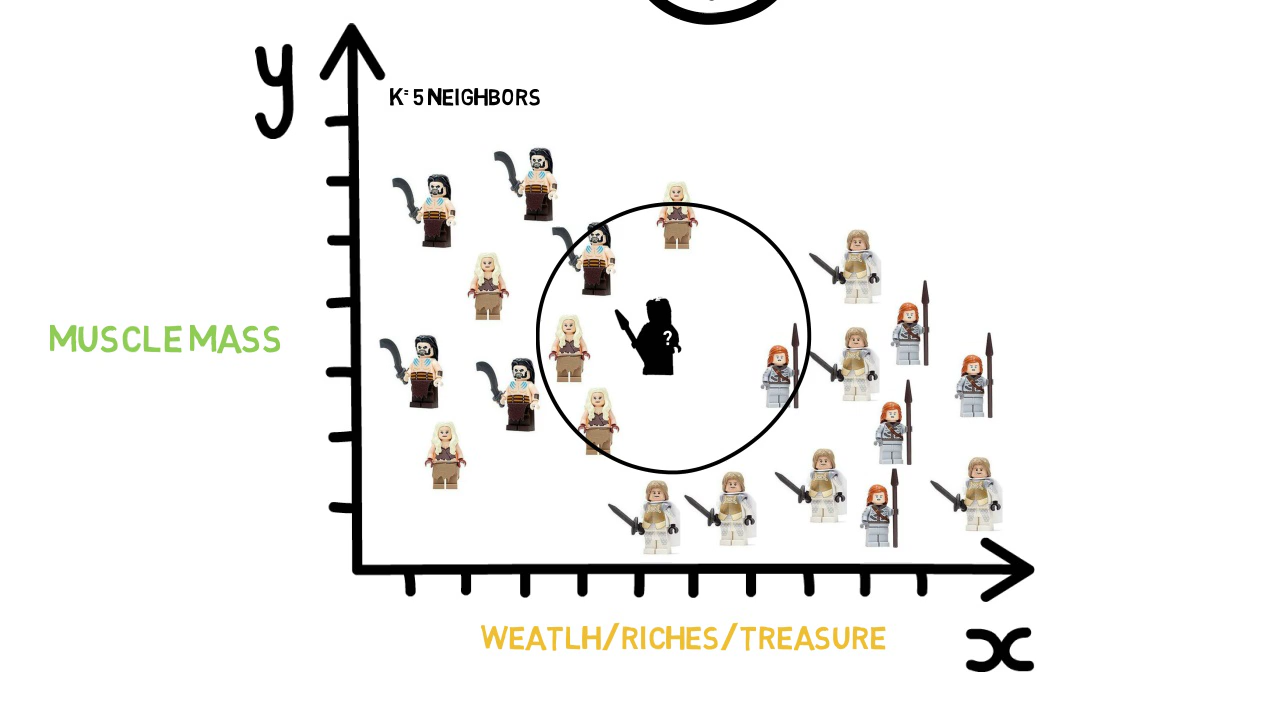 y
K=5 NEIGHBORS
?
MUSCLE MASS
WEATLH/RICHES/TREASURE
x